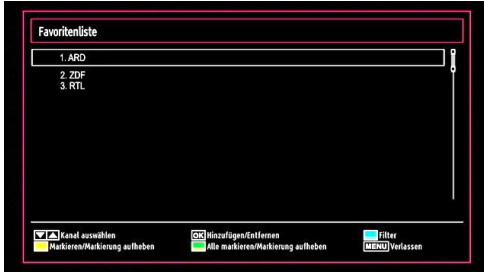 Favoritenliste
1. ARD
2. ZDF
3. RTL
Kanal auswählen OK Hinzufügen/Entfernen Filter
Markieren/Markierung aufheben Alle markieren/Markierung aufheben MENU Verlassen